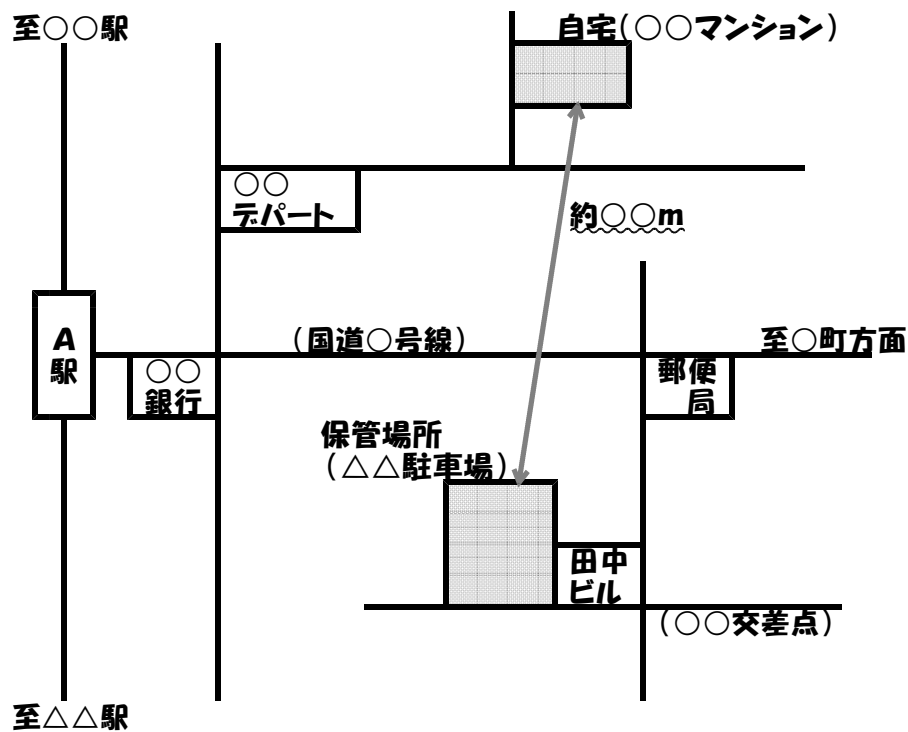 至○○駅
自宅(○○マンション)
○○
デパート
約○○m
A
駅
(国道○号線)
至○町方面
○○
銀行
郵便
局
保管場所
(△△駐車場)
田中
ビル
(○○交差点)
至△△駅